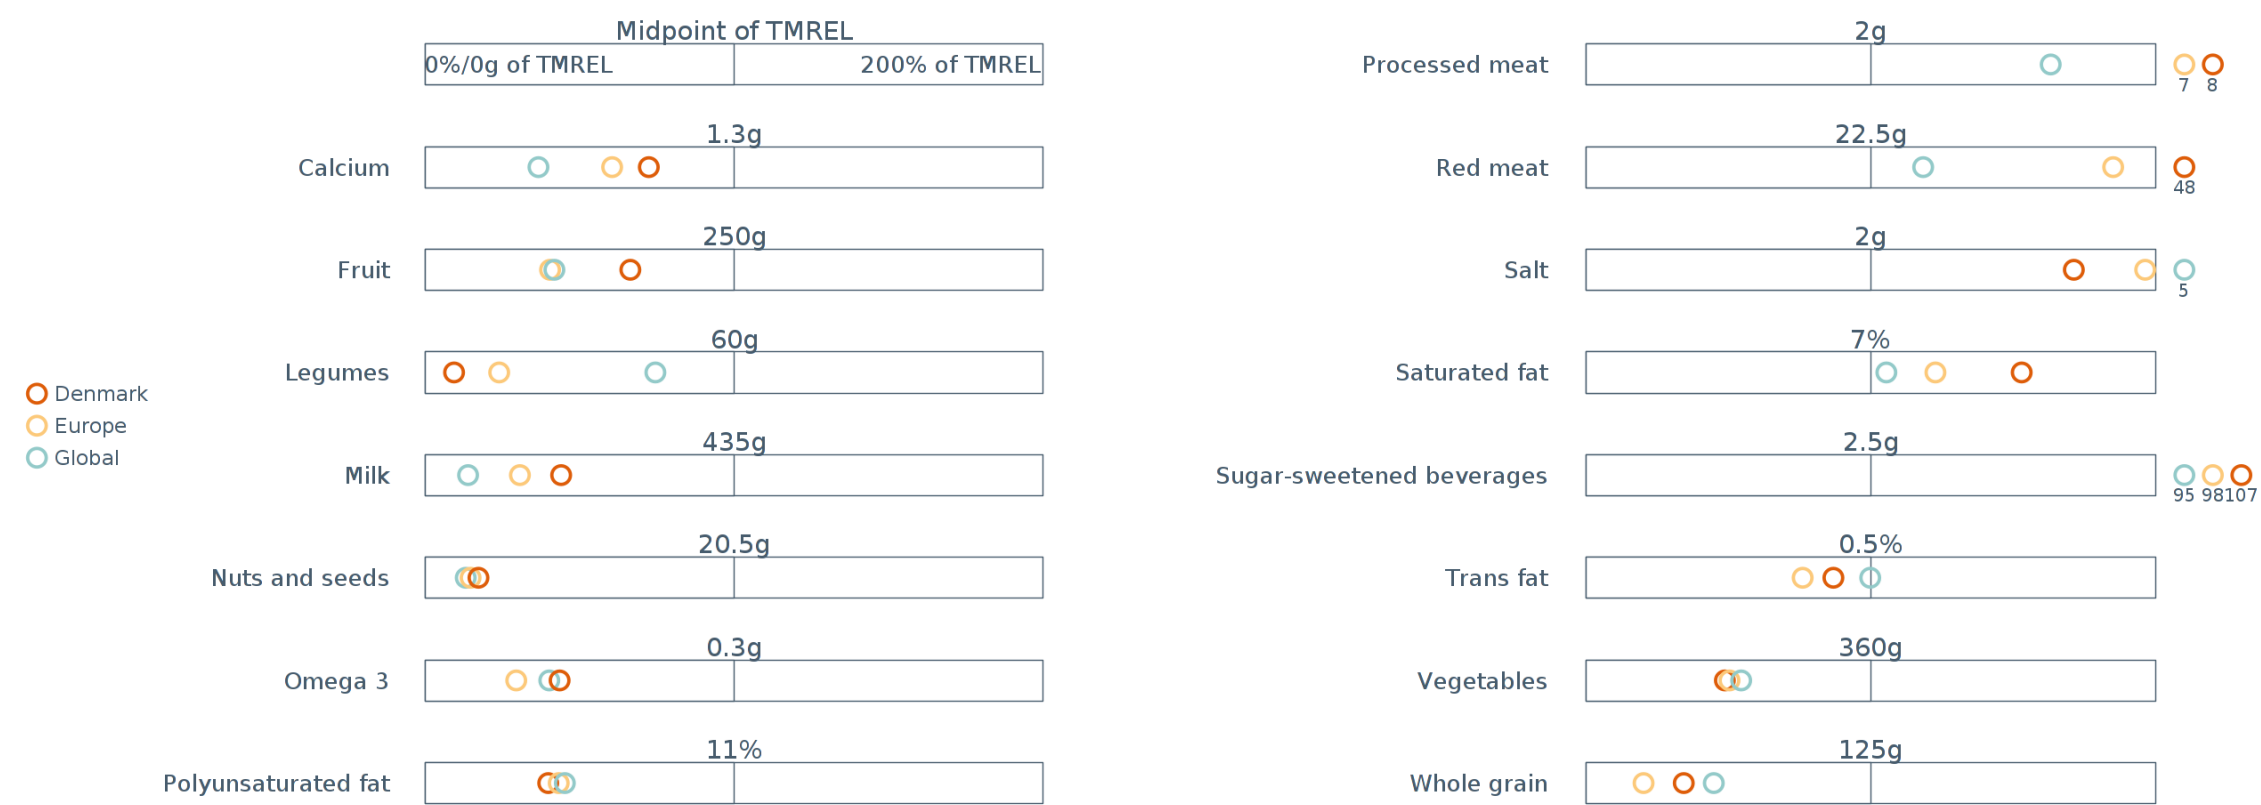 Midpoint of TMREL
0%/0g of TMREL 200% of TMREL
1.3g
Calcium
250g
Fruit
60g
Legumes
435g
Milk
20.5g
Nuts and seeds
0.3g
Omega 3
11%
Polyunsaturated fat
Denmark
Europe
Global
2g
Processed meat
7 8
22.5g
Red meat
48
2g
Salt
5
7%
Saturated fat
2.5g
Sugar-sweetened beverages
95 98 107
0.5%
Trans fat
360g
Vegetables
125g
Whole grain